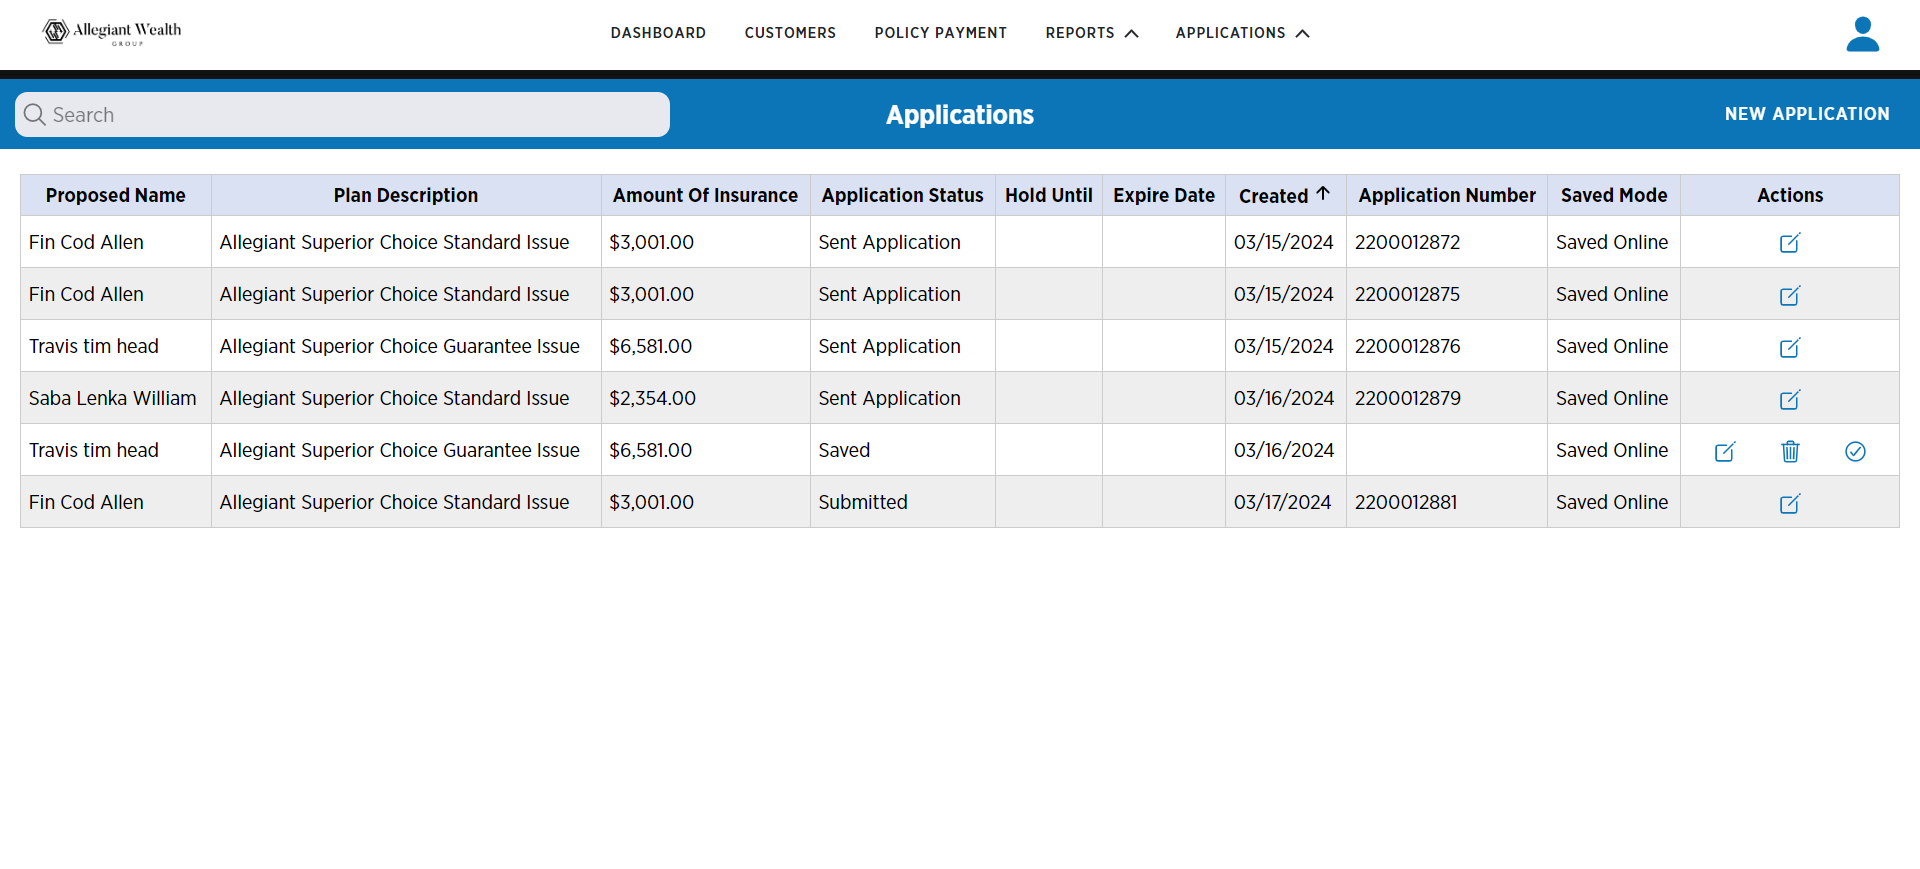 Allegiant Wealth
GROUP
DASHBOARD CUSTOMERS POLICY PAYMENT REPORTS APPLICATIONS
Search Applications NEW APPLICATION
Proposed Name Plan Description Amount Of Insurance Application Status Hold Until Expire Date Created Application Number Saved Mode Actions
Fin Cod Allen Allegiant Superior Choice Standard Issue $3,001.00 Sent Application 03/15/2024 2200012872 Saved Online
Fin Cod Allen Allegiant Superior Choice Standard Issue $3,001.00 Sent Application 03/15/2024 2200012875 Saved Online
Travis tim head Allegiant Superior Choice Guarantee Issue $6,581.00 Sent Application 03/15/2024 2200012876 Saved Online
Saba Lenka William Allegiant Superior Choice Standard Issue $2,354.00 Sent Application 03/16/2024 2200012879 Saved Online
Travis tim head Allegiant Superior Choice Guarantee Issue $6,581.00 Saved 03/16/2024 Saved Online
Fin Cod Allen Allegiant Superior Choice Standard Issue $3,001.00 Submitted 03/17/2024 2200012881 Saved Online